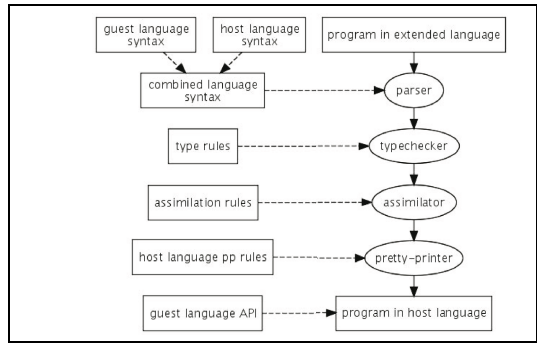 guest language
syntax
host language
syntax
program in extended language
combined language
syntax
parser
type rules
typechecker
assimilation rules
assimilator
host language pp rules
pretty-printer
guest language API
program in host language